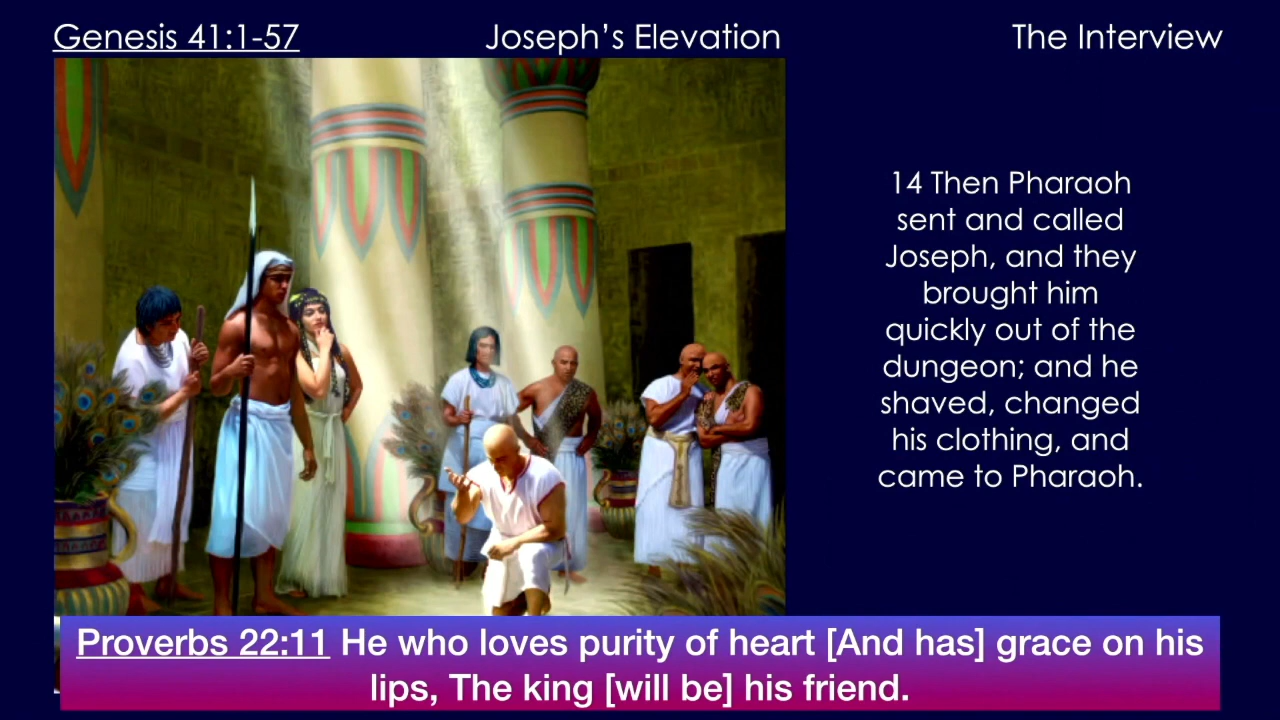 Genesis 41:1-57
Joseph’s Elevation
The Interview
14 Then Pharaoh
sent and called
Joseph, and they
brought him
quickly out of the
dungeon; and he
shaved, changed
his clothing, and
came to Pharaoh.
Proverbs 22:11 He who loves purity of heart [And has] grace on his
lips, The king [will be] his friend.